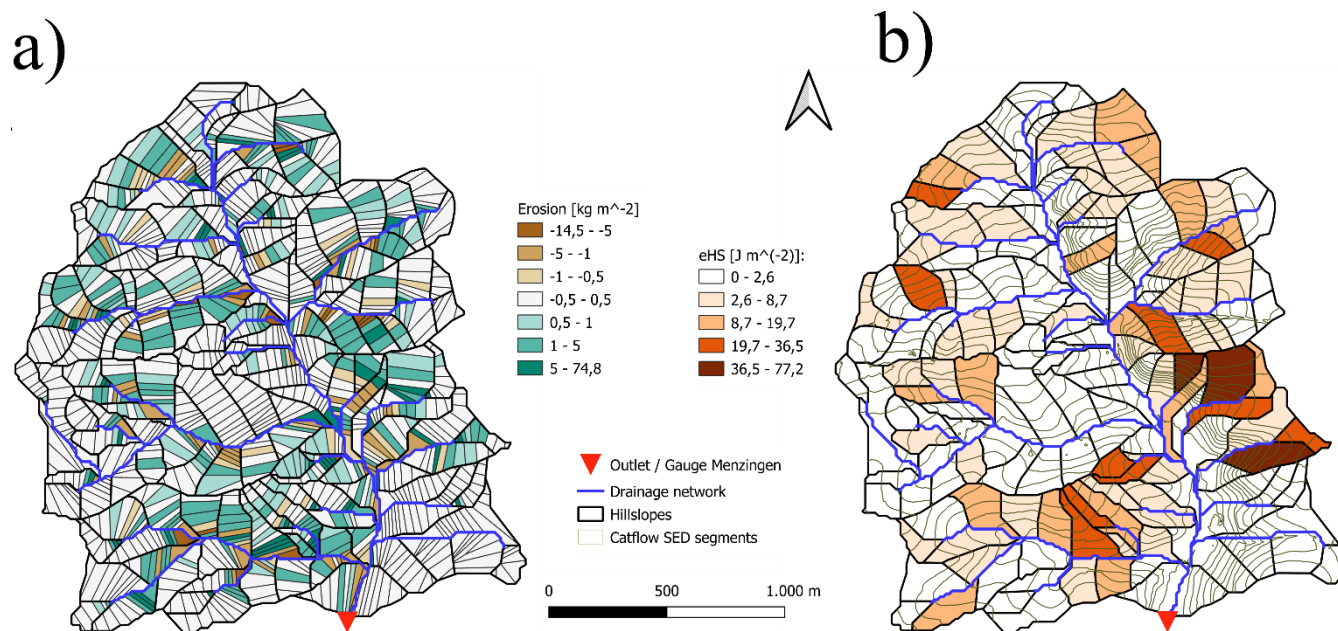 a)
b)
Erosion [kg m^-2]
-14,5 - -5
-5 - -1
-1 - -0,5
-0,5 - 0,5
0,5 - 1
1 - 5
5 - 74,8
eHS [J m^(-2)]:
0 - 2,6
2,6 - 8,7
8,7 - 19,7
19,7 - 36,5
36,5 - 77,2
Outlet / Gauge Menzingen
Drainage network
Hillslopes
Catflow SED segments
0 500 1.000 m